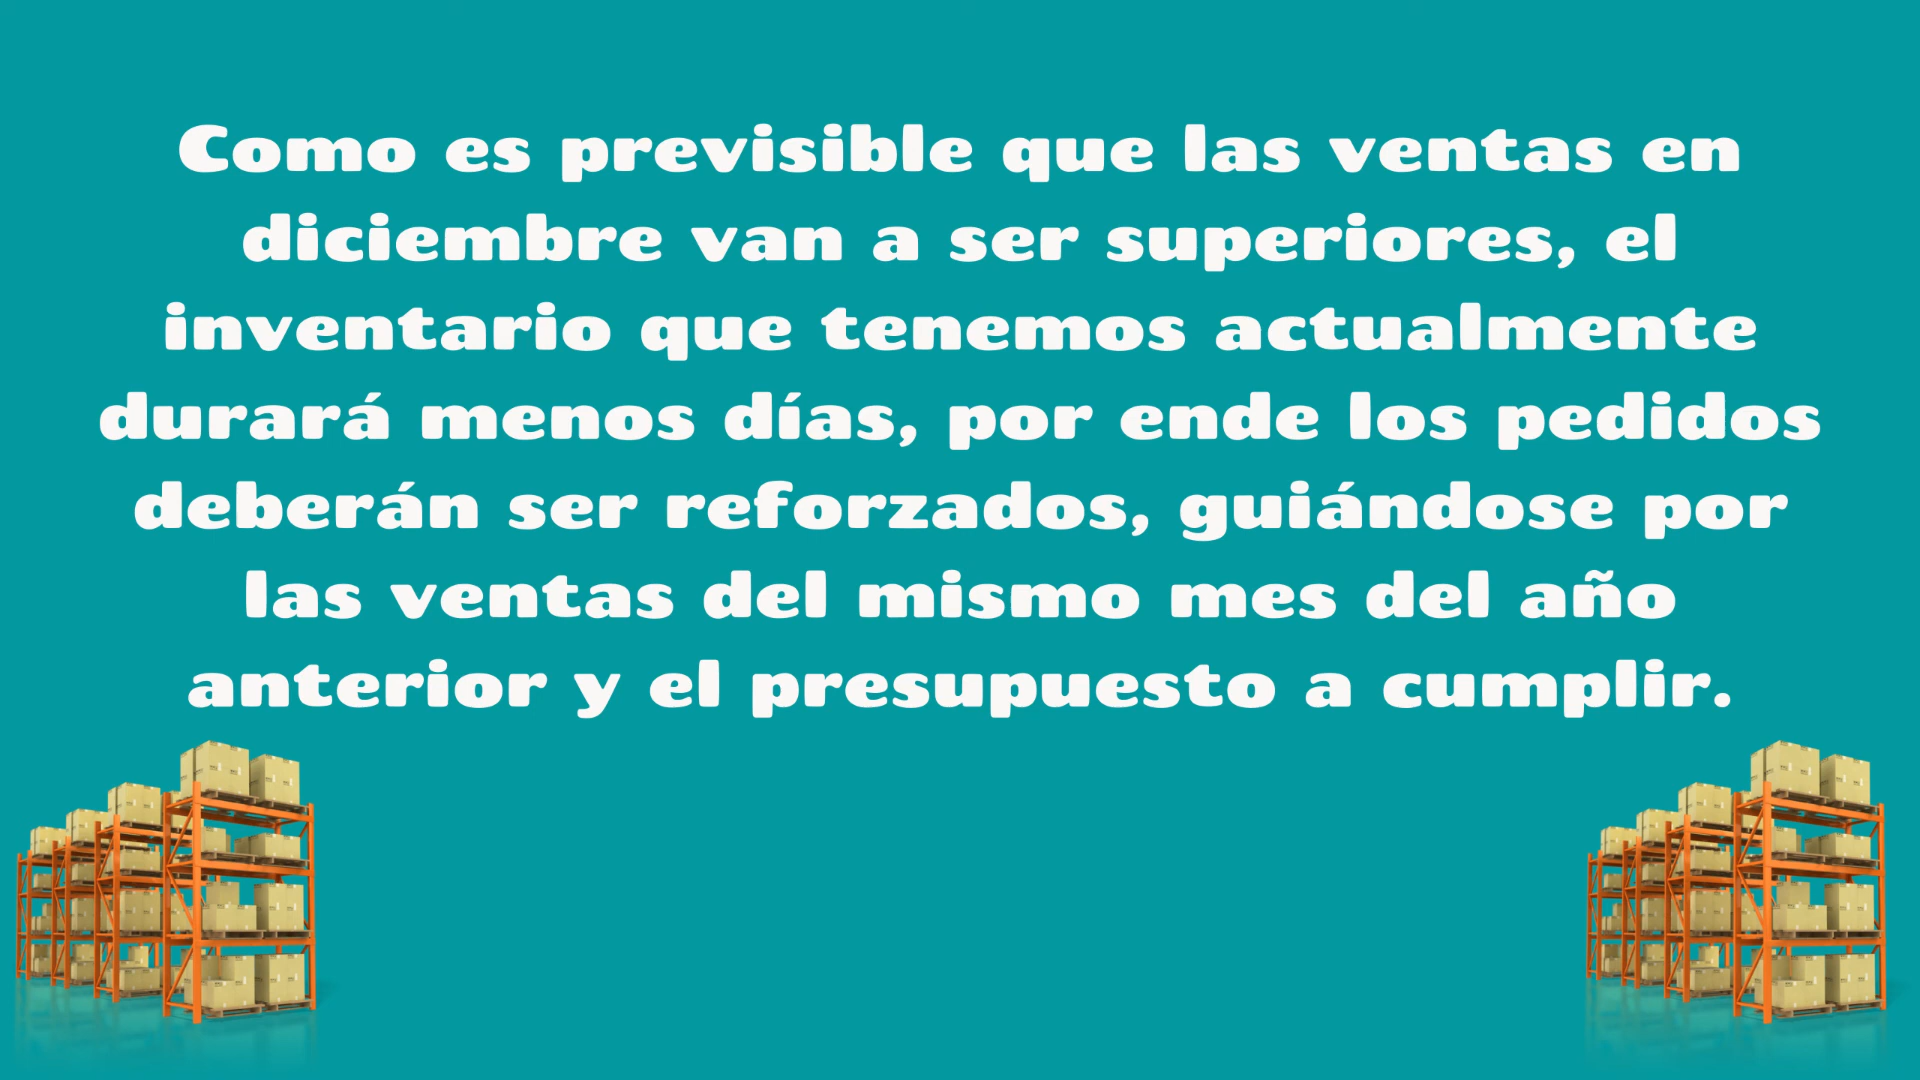 Como es previsible que las ventas en
diciembre van a ser superiores, el
inventario que tenemos actualmente
durará menos días, por ende los pedidos
deberán ser reforzados, guiándose por
las ventas del mismo mes del año
anterior y el presupuesto a cumplir.